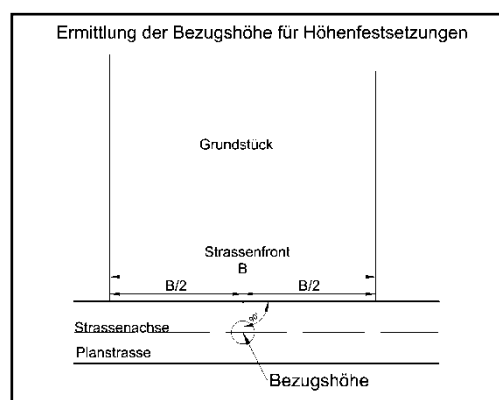 Ermittlung der Bezugshöhe für Höhenfestsetzungen
Grundstück
Strassenfront
B
B/2 B/2
90°
Strassenachse
Planstrasse
Bezugshöhe